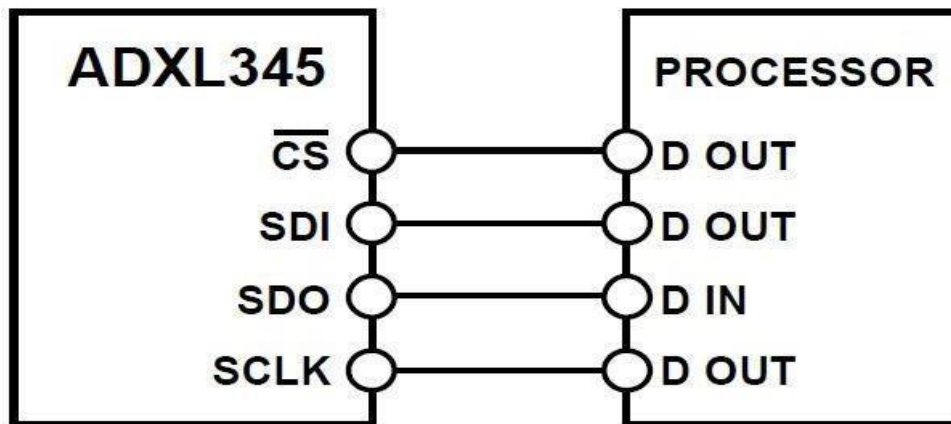 ADXL345
PROCESSOR
CS D OUT
SDI D OUT
SDO D IN
SCLK D OUT